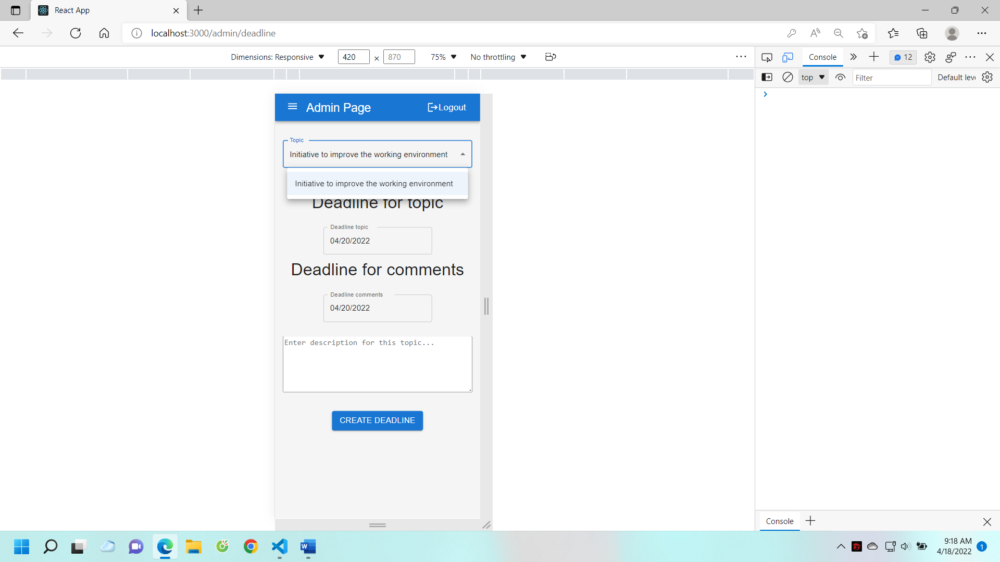 React App
localhost:3000/admin/deadline
Dimensions: Responsive
420
×
870
75%
No throttling
Console
12
top
Filter
Default leve
Admin Page
Logout
Topic
Initiative to improve the working environment
Initiative to improve the working environment
Deadline for topic
Deadline topic
04/20/2022
Deadline for comments
Deadline comments
04/20/2022
Enter description for this topic...
CREATE DEADLINE
Console
9:18 AM
4/18/2022
1